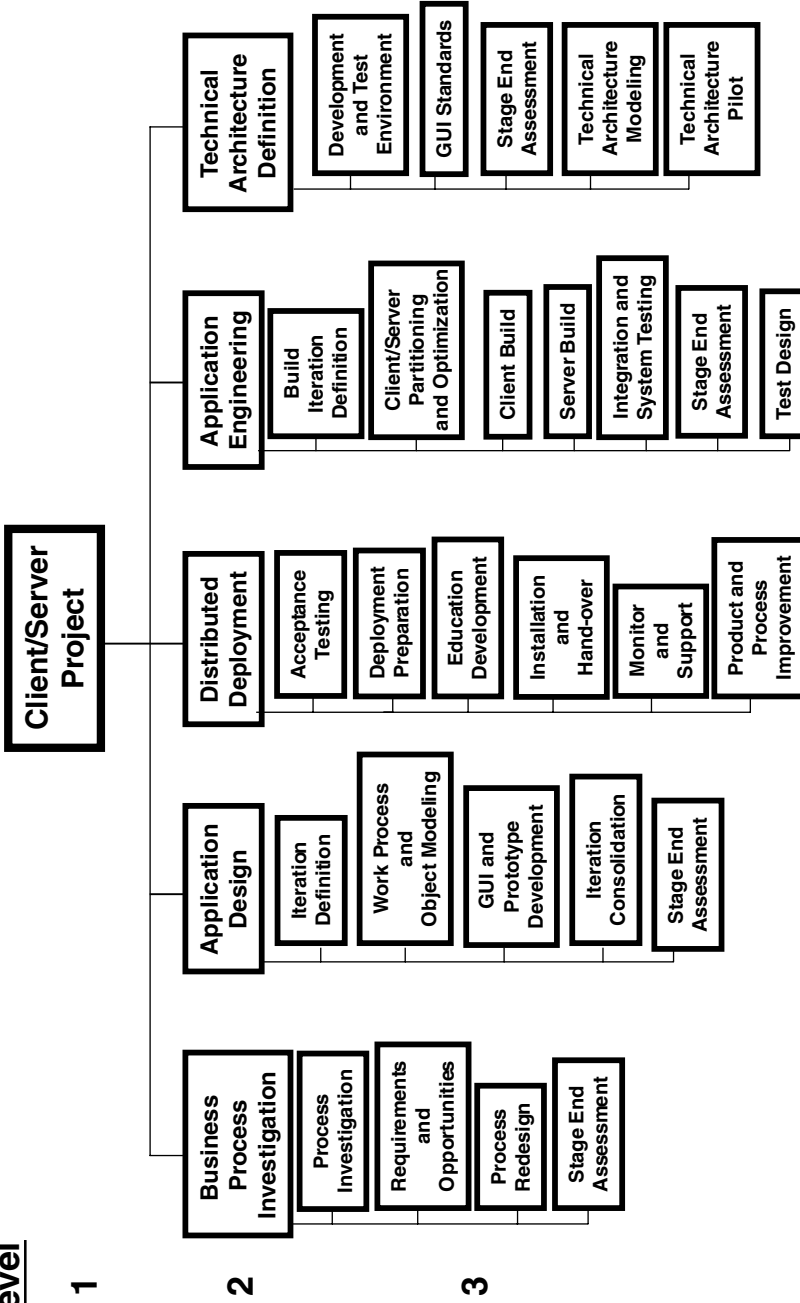 evel
1
2
3
Client/Server
Project
Business
Process
Investigation
Process
Investigation
Requirements
and
Opportunities
Process
Redesign
Stage End
Assessment
Application
Design
Iteration
Definition
Work Process
and
Object Modeling
GUI and
Prototype
Development
Iteration
Consolidation
Stage End
Assessment
Distributed
Deployment
Acceptance
Testing
Deployment
Preparation
Education
Development
Installation
and
Hand-over
Monitor
and
Support
Product and
Process
Improvement
Application
Engineering
Build
Iteration
Definition
Client/Server
Partitioning
and Optimization
Client Build
Server Build
Integration and
System Testing
Stage End
Assessment
Test Design
Technical
Architecture
Definition
Development
and Test
Environment
GUI Standards
Stage End
Assessment
Technical
Architecture
Modeling
Technical
Architecture
Pilot